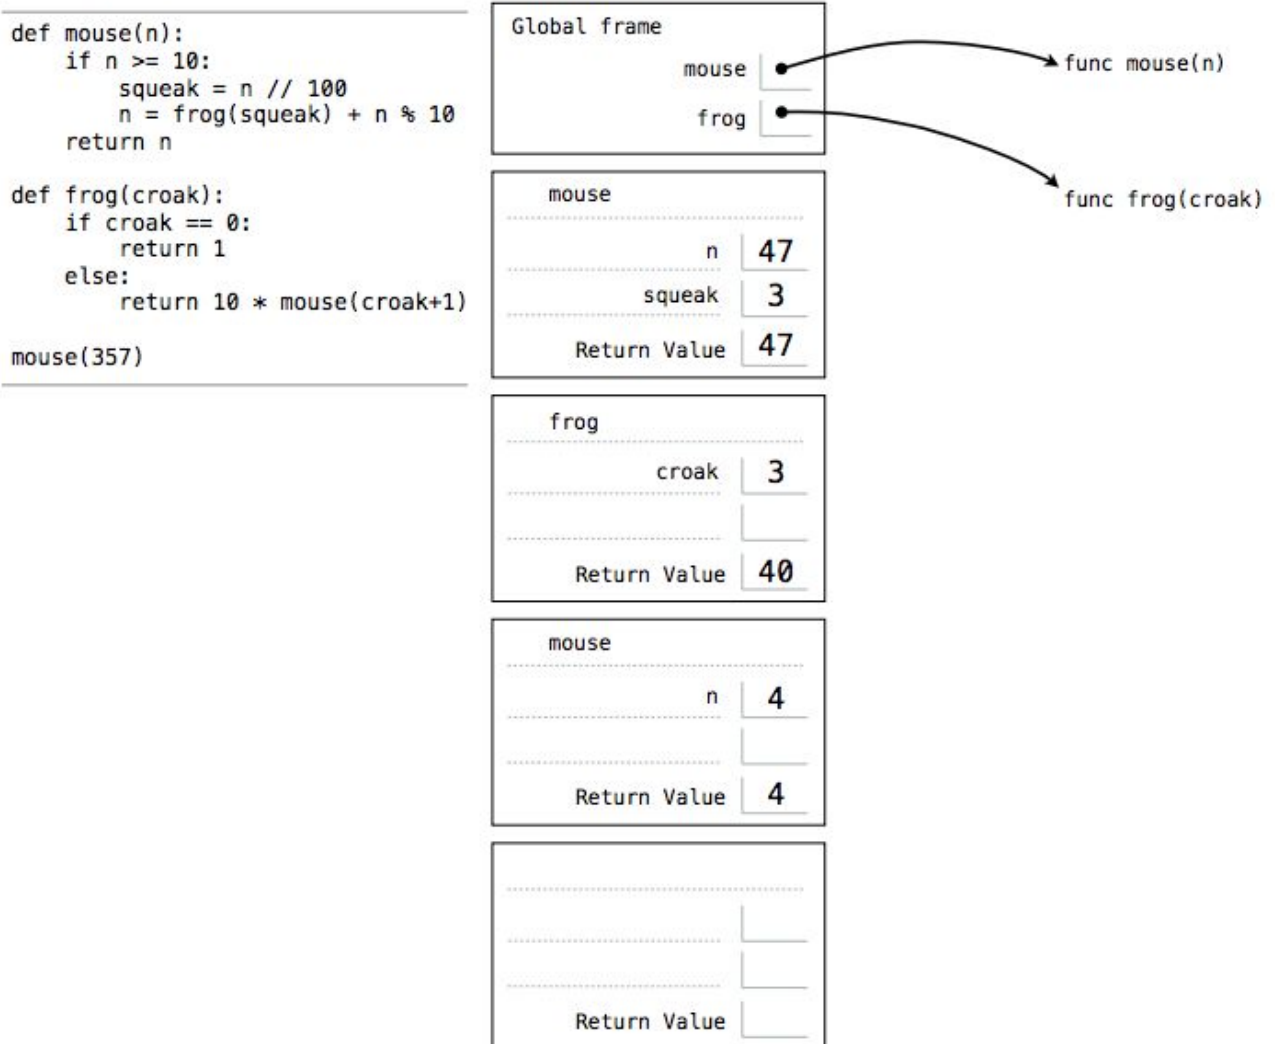 def mouse(n):
    if n >= 10:
        squeak = n // 100
        n = frog(squeak) + n % 10
    return n
def frog(croak):
    if croak == 0:
        return 1
    else:
        return 10 * mouse(croak+1)
mouse(357)
Global frame
mouse
frog
func mouse(n)
func frog(croak)
mouse
n 47
squeak 3
Return Value 47
frog
croak 3
Return Value 40
mouse
n 4
Return Value 4
Return Value